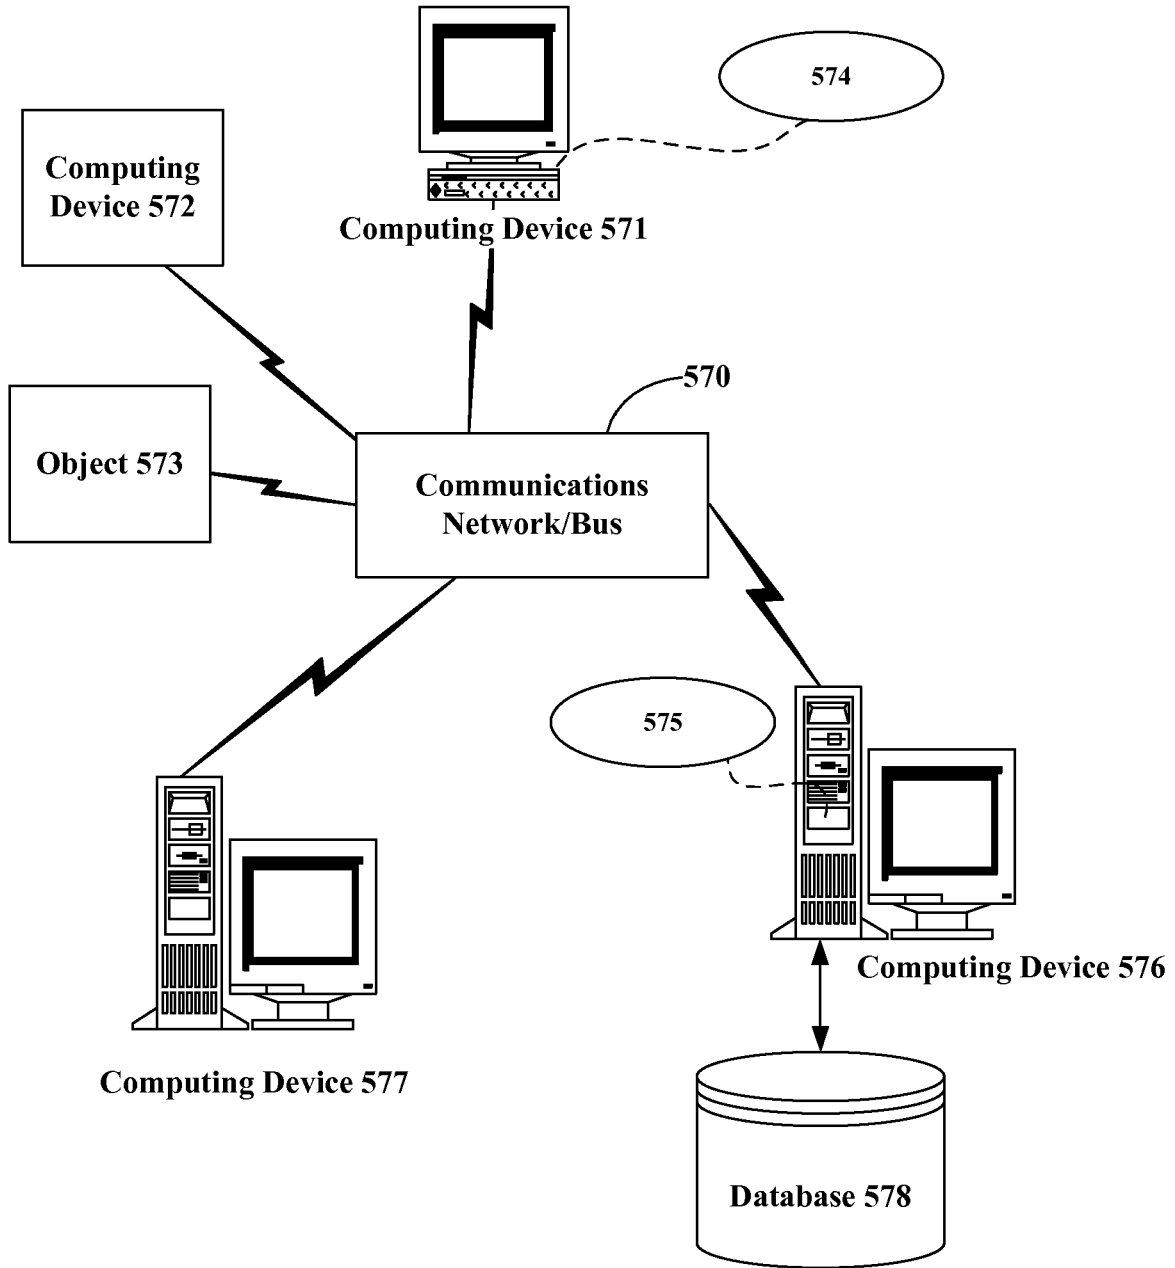 574
Computing
Device 572
Computing Device 571
570
Object 573
Communications
Network/Bus
575
Computing Device 576
Computing Device 577
Database 578